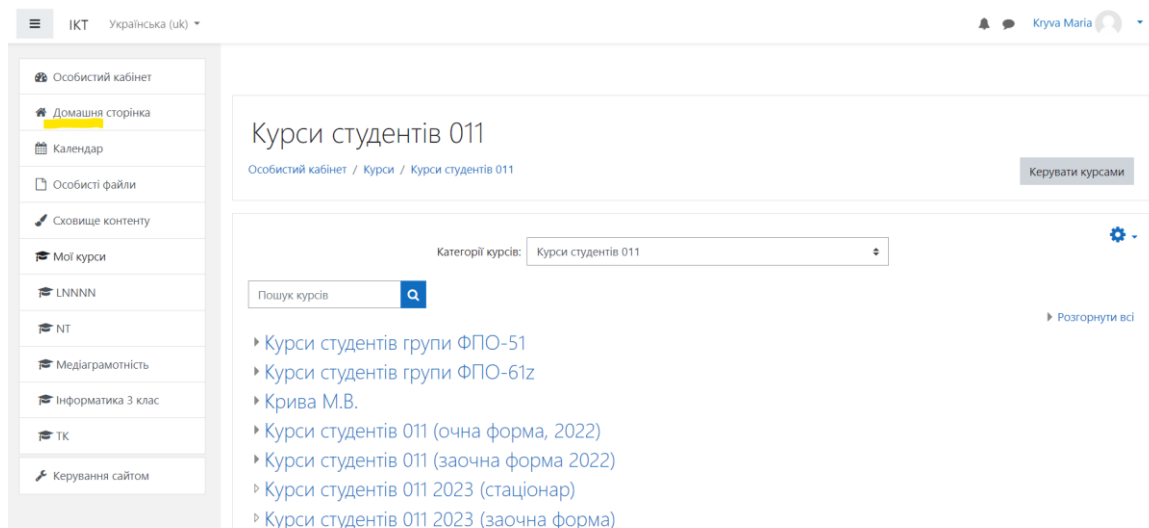 ІКТ Українська (uk) Kryva Maria
Особистий кабінет
Домашня сторінка
Календар
Особисті файли
Сховище контенту
Мої курси
LNNNN
NT
Медіаграмотність
Інформатика 3 клас
ТК
Керування сайтом
Курси студентів 011
Особистий кабінет / Курси / Курси студентів 011
Керувати курсами
Категорії курсів: Курси студентів 011
Пошук курсів
Розгорнути всі
Курси студентів групи ФПО-51
Курси студентів групи ФПО-61z
Крива М.В.
Курси студентів 011 (очна форма, 2022)
Курси студентів 011 (заочна форма 2022)
Курси студентів 011 2023 (стаціонар)
Курси студентів 011 2023 (заочна форма)